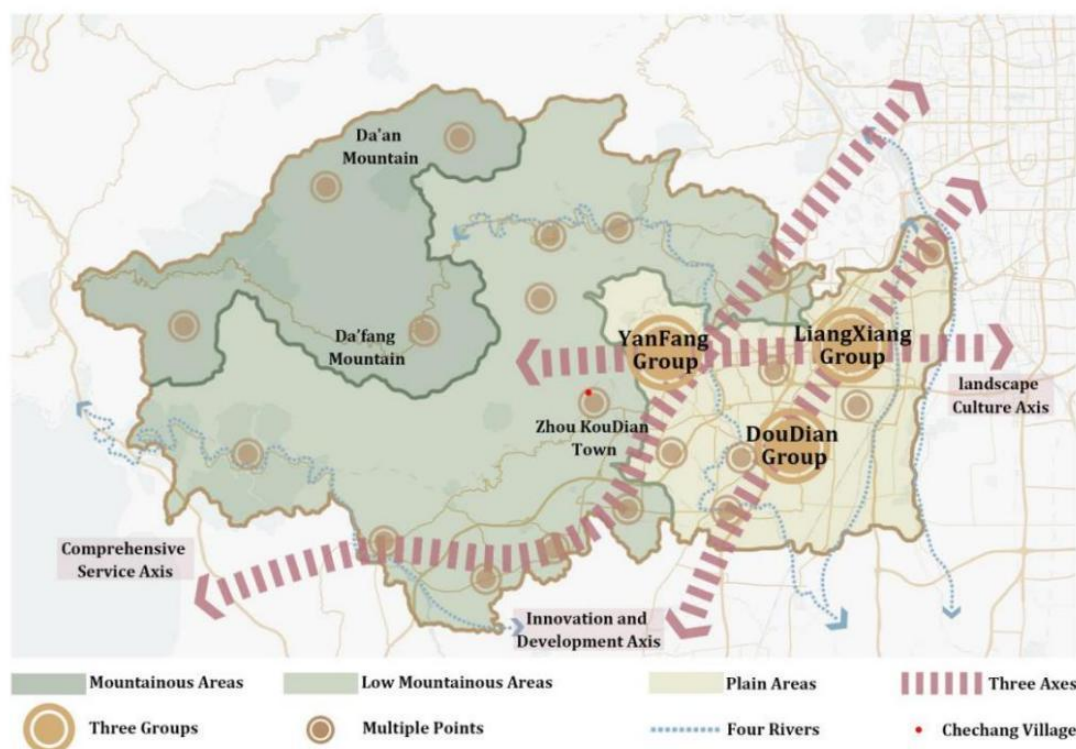 Da'an
Mountain
Da'fang
Mountain
YanFang
Group
LiangXiang
Group
landscape
Culture Axis
Zhou KouDian
Town
DouDian
Group
Comprehensive
Service Axis
Innovation and
Development Axis
Mountainous Areas
Low Mountainous Areas
Plain Areas
Three Axes
Three Groups
Multiple Points
Four Rivers
Chechang Village